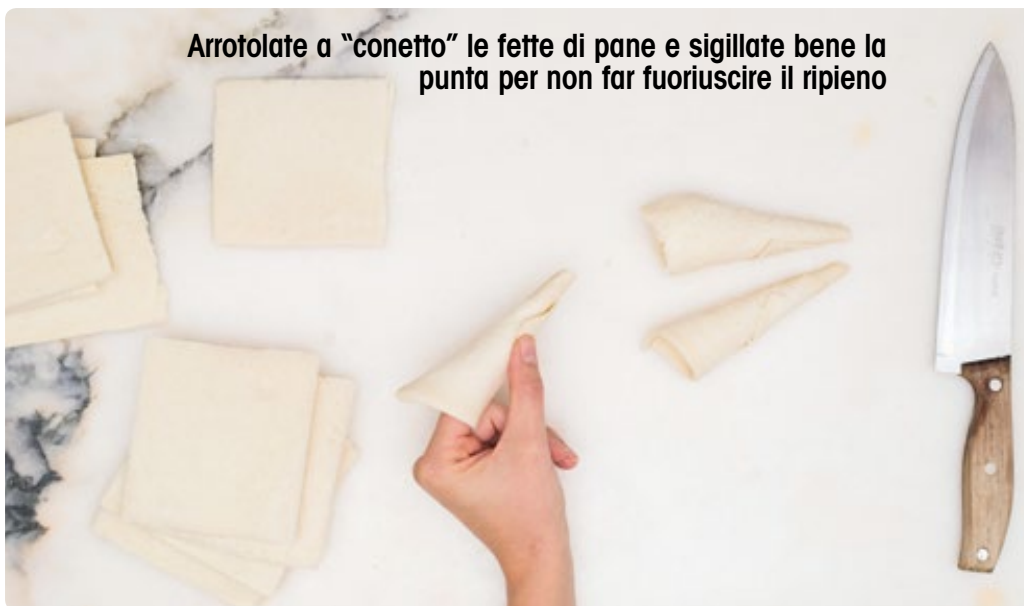 Arrotolate a “conetto” le fette di pane e sigillate bene la
punta per non far fuoriuscire il ripieno